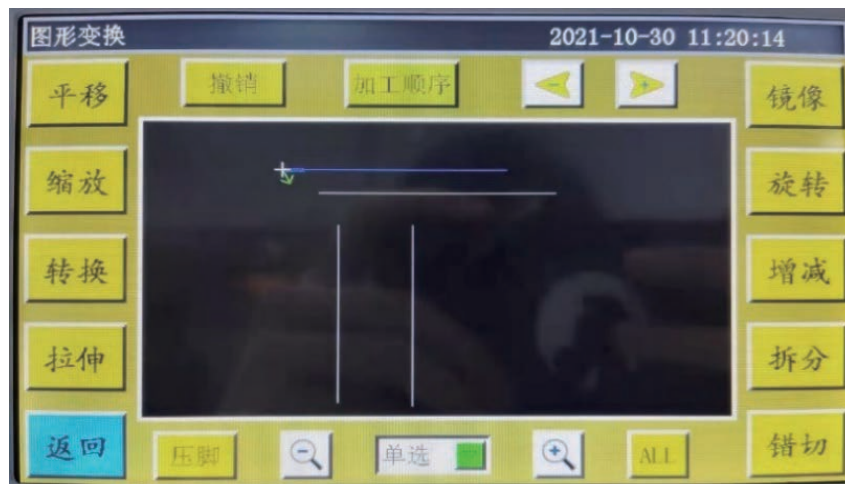 图形变换 2021-10-30 11:20:14
平移 撤销 加工顺序 - + 镜像
缩放 旋转
转换 增减
拉伸 拆分
返回 压脚 单选 ALL 错切